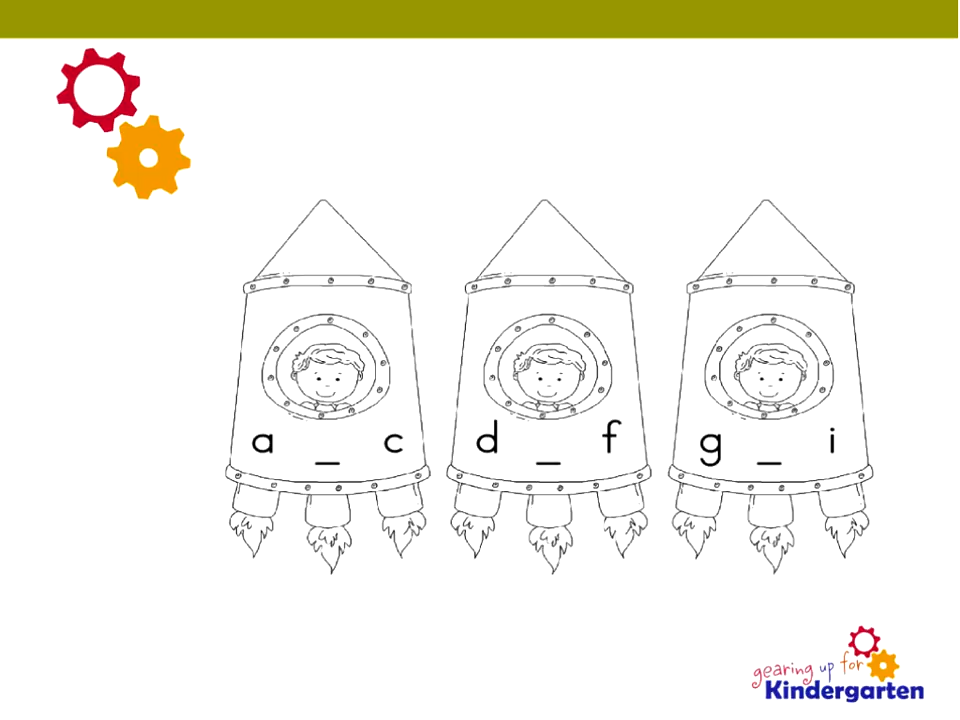 a _ c d _ f g _ i
gearing up for
Kindergarten